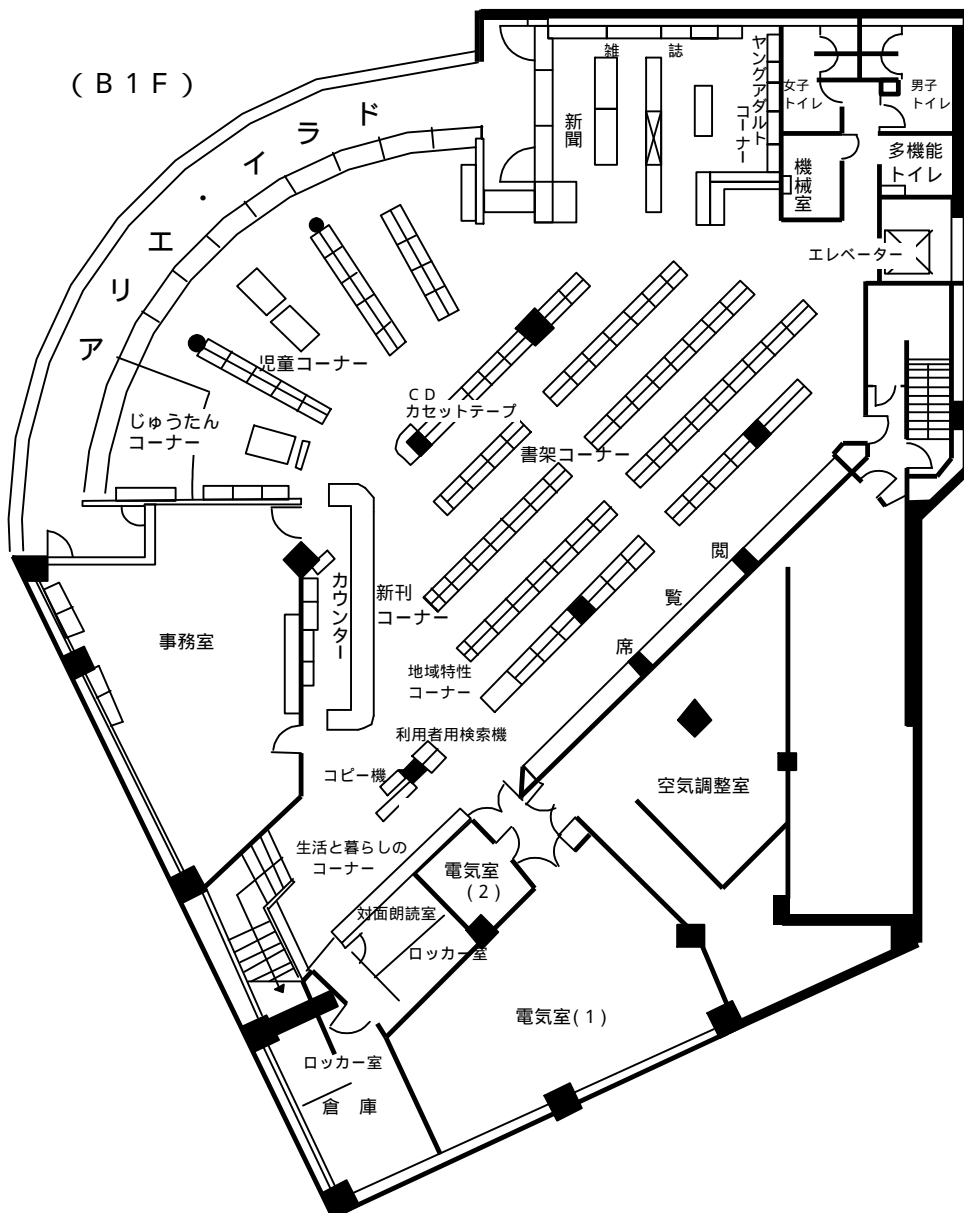 (B1F)
ドライ・エリア
雑 誌
新聞
ヤングアダルト
コーナー
女子
トイレ
男子
トイレ
多機能
トイレ
機械室
エレベーター
児童コーナー
じゅうたん
コーナー
CD
カセットテープ
書架コーナー
閲覧席
カウンター
新刊
コーナー
事務室
地域特性
コーナー
利用者用検索機
コピー機
空気調整室
生活と暮らしの
コーナー
電気室
(2)
対面朗読室
ロッカー室
電気室(1)
ロッカー室
倉 庫